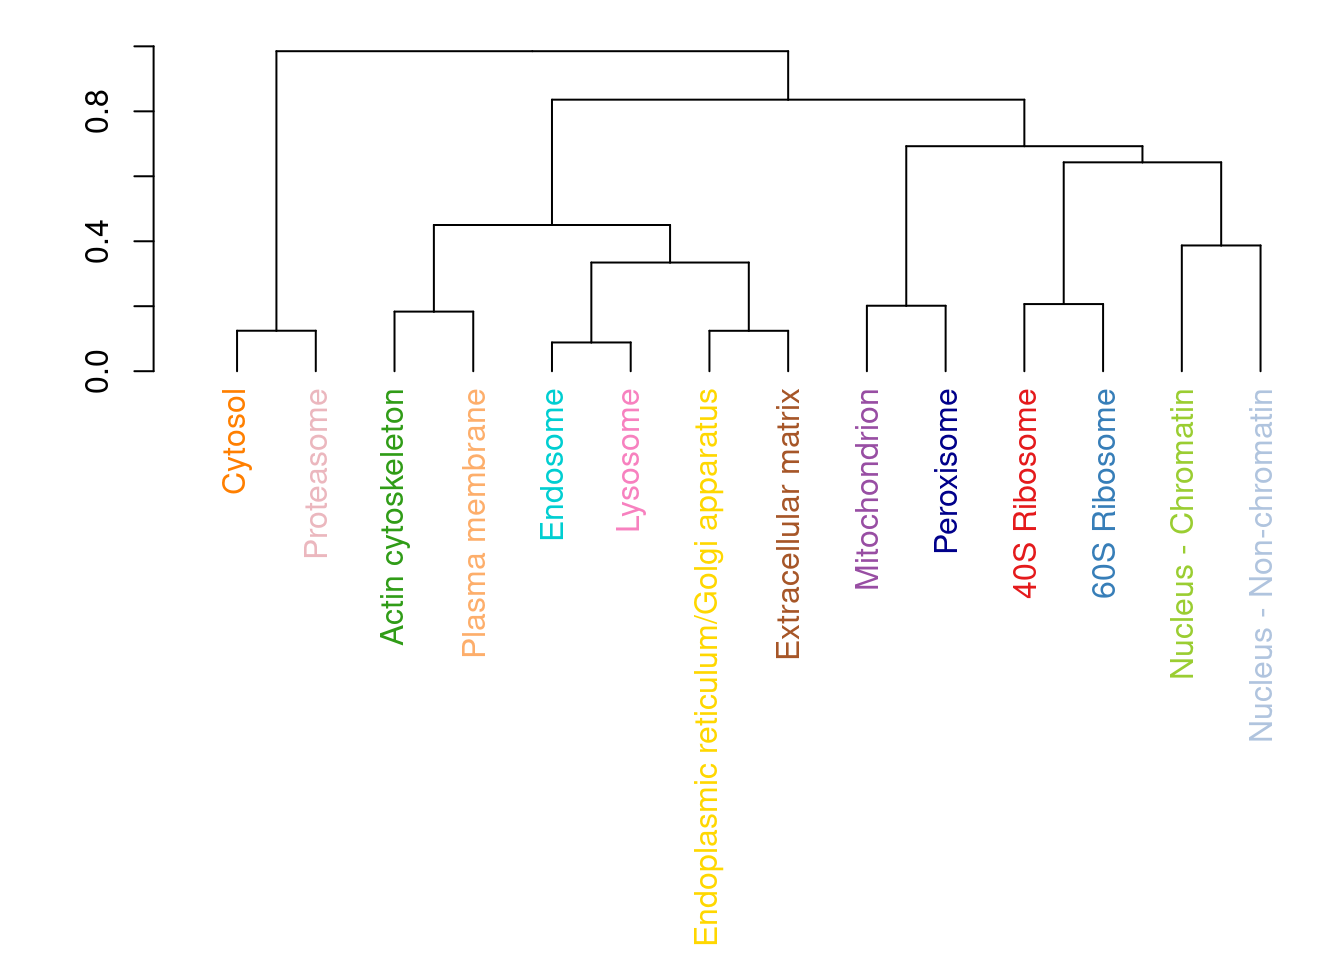 0.8
0.4
0.0
Cytosol
Proteasome
Actin cytoskeleton
Plasma membrane
Endosome
Lysosome
Endoplasmic reticulum/Golgi apparatus
Extracellular matrix
Mitochondrion
Peroxisome
40S Ribosome
60S Ribosome
Nucleus - Chromatin
Nucleus - Non-chromatin